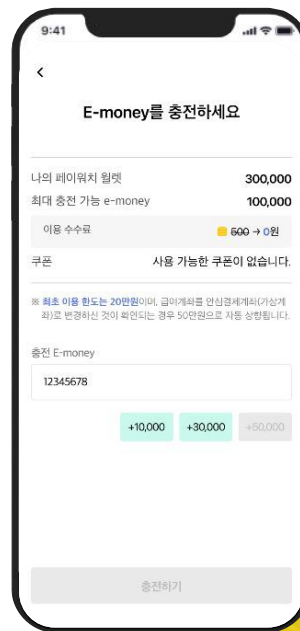 9:41
E-money를 충전하세요
나의 페이워치 월렛 300,000
최대 충전 가능 e-money 100,000
이용 수수료 600 → 0원
쿠폰 사용 가능한 쿠폰이 없습니다.
※ 최초 이용 한도는 20만원이며, 급여계좌를 안심결제계좌(가상계
좌)로 변경하신 것이 확인되는 경우 50만원으로 자동 상향됩니다.
충전 E-money
12345678
+10,000 +30,000 +50,000
충전하기